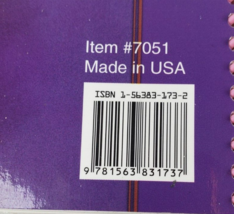 Item #7051
Made in USA
ISBN 1-56383-173-2
9 781563 831737